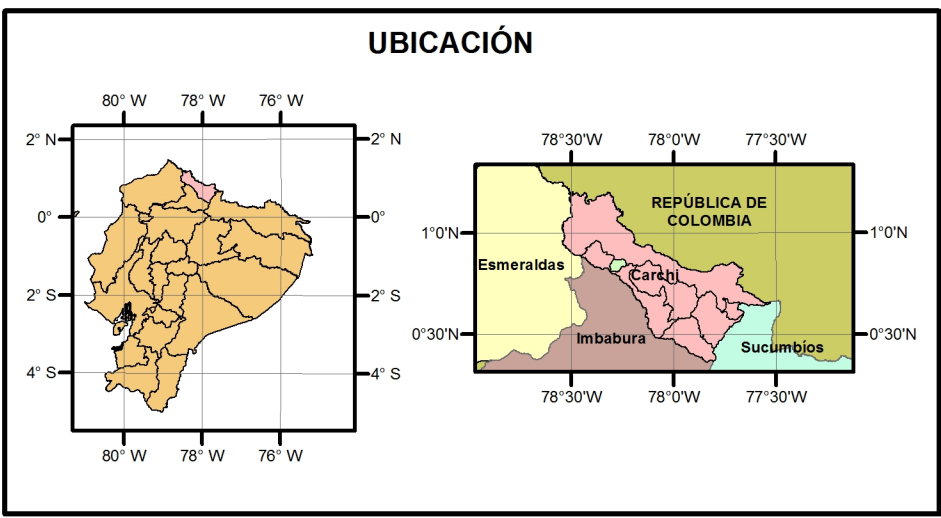 UBICACIÓN
80° W 78° W 76° W
2° N 2° N
0° 0°
2° S 2° S
4° S 4° S
80° W 78° W 76° W
78°30'W 78°0'W 77°30'W
REPÚBLICA DE
COLOMBIA
1°0'N 1°0'N
Esmeraldas
Carchi
0°30'N 0°30'N
Imbabura
Sucumbíos
78°30'W 78°0'W 77°30'W